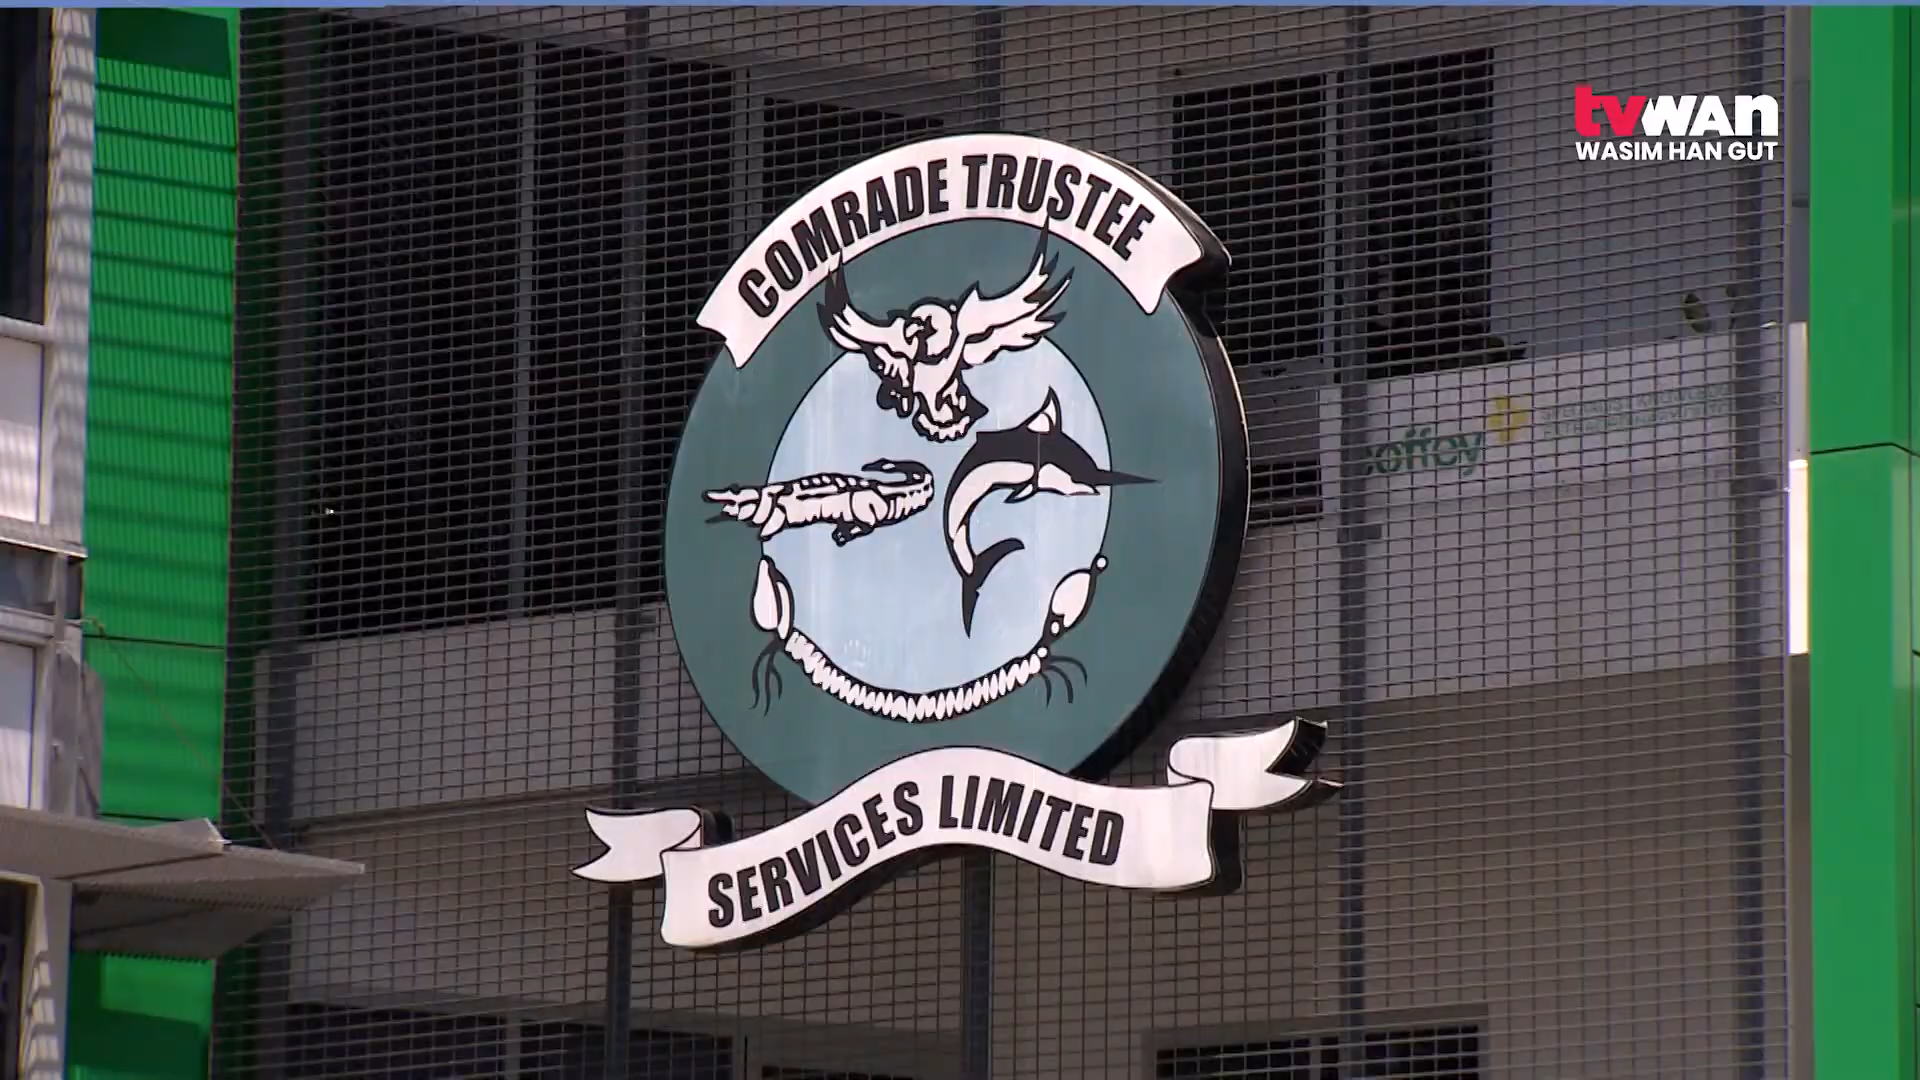 tvwan
WASIM HAN GUT
COMRADE TRUSTEE
SERVICES LIMITED
coffey